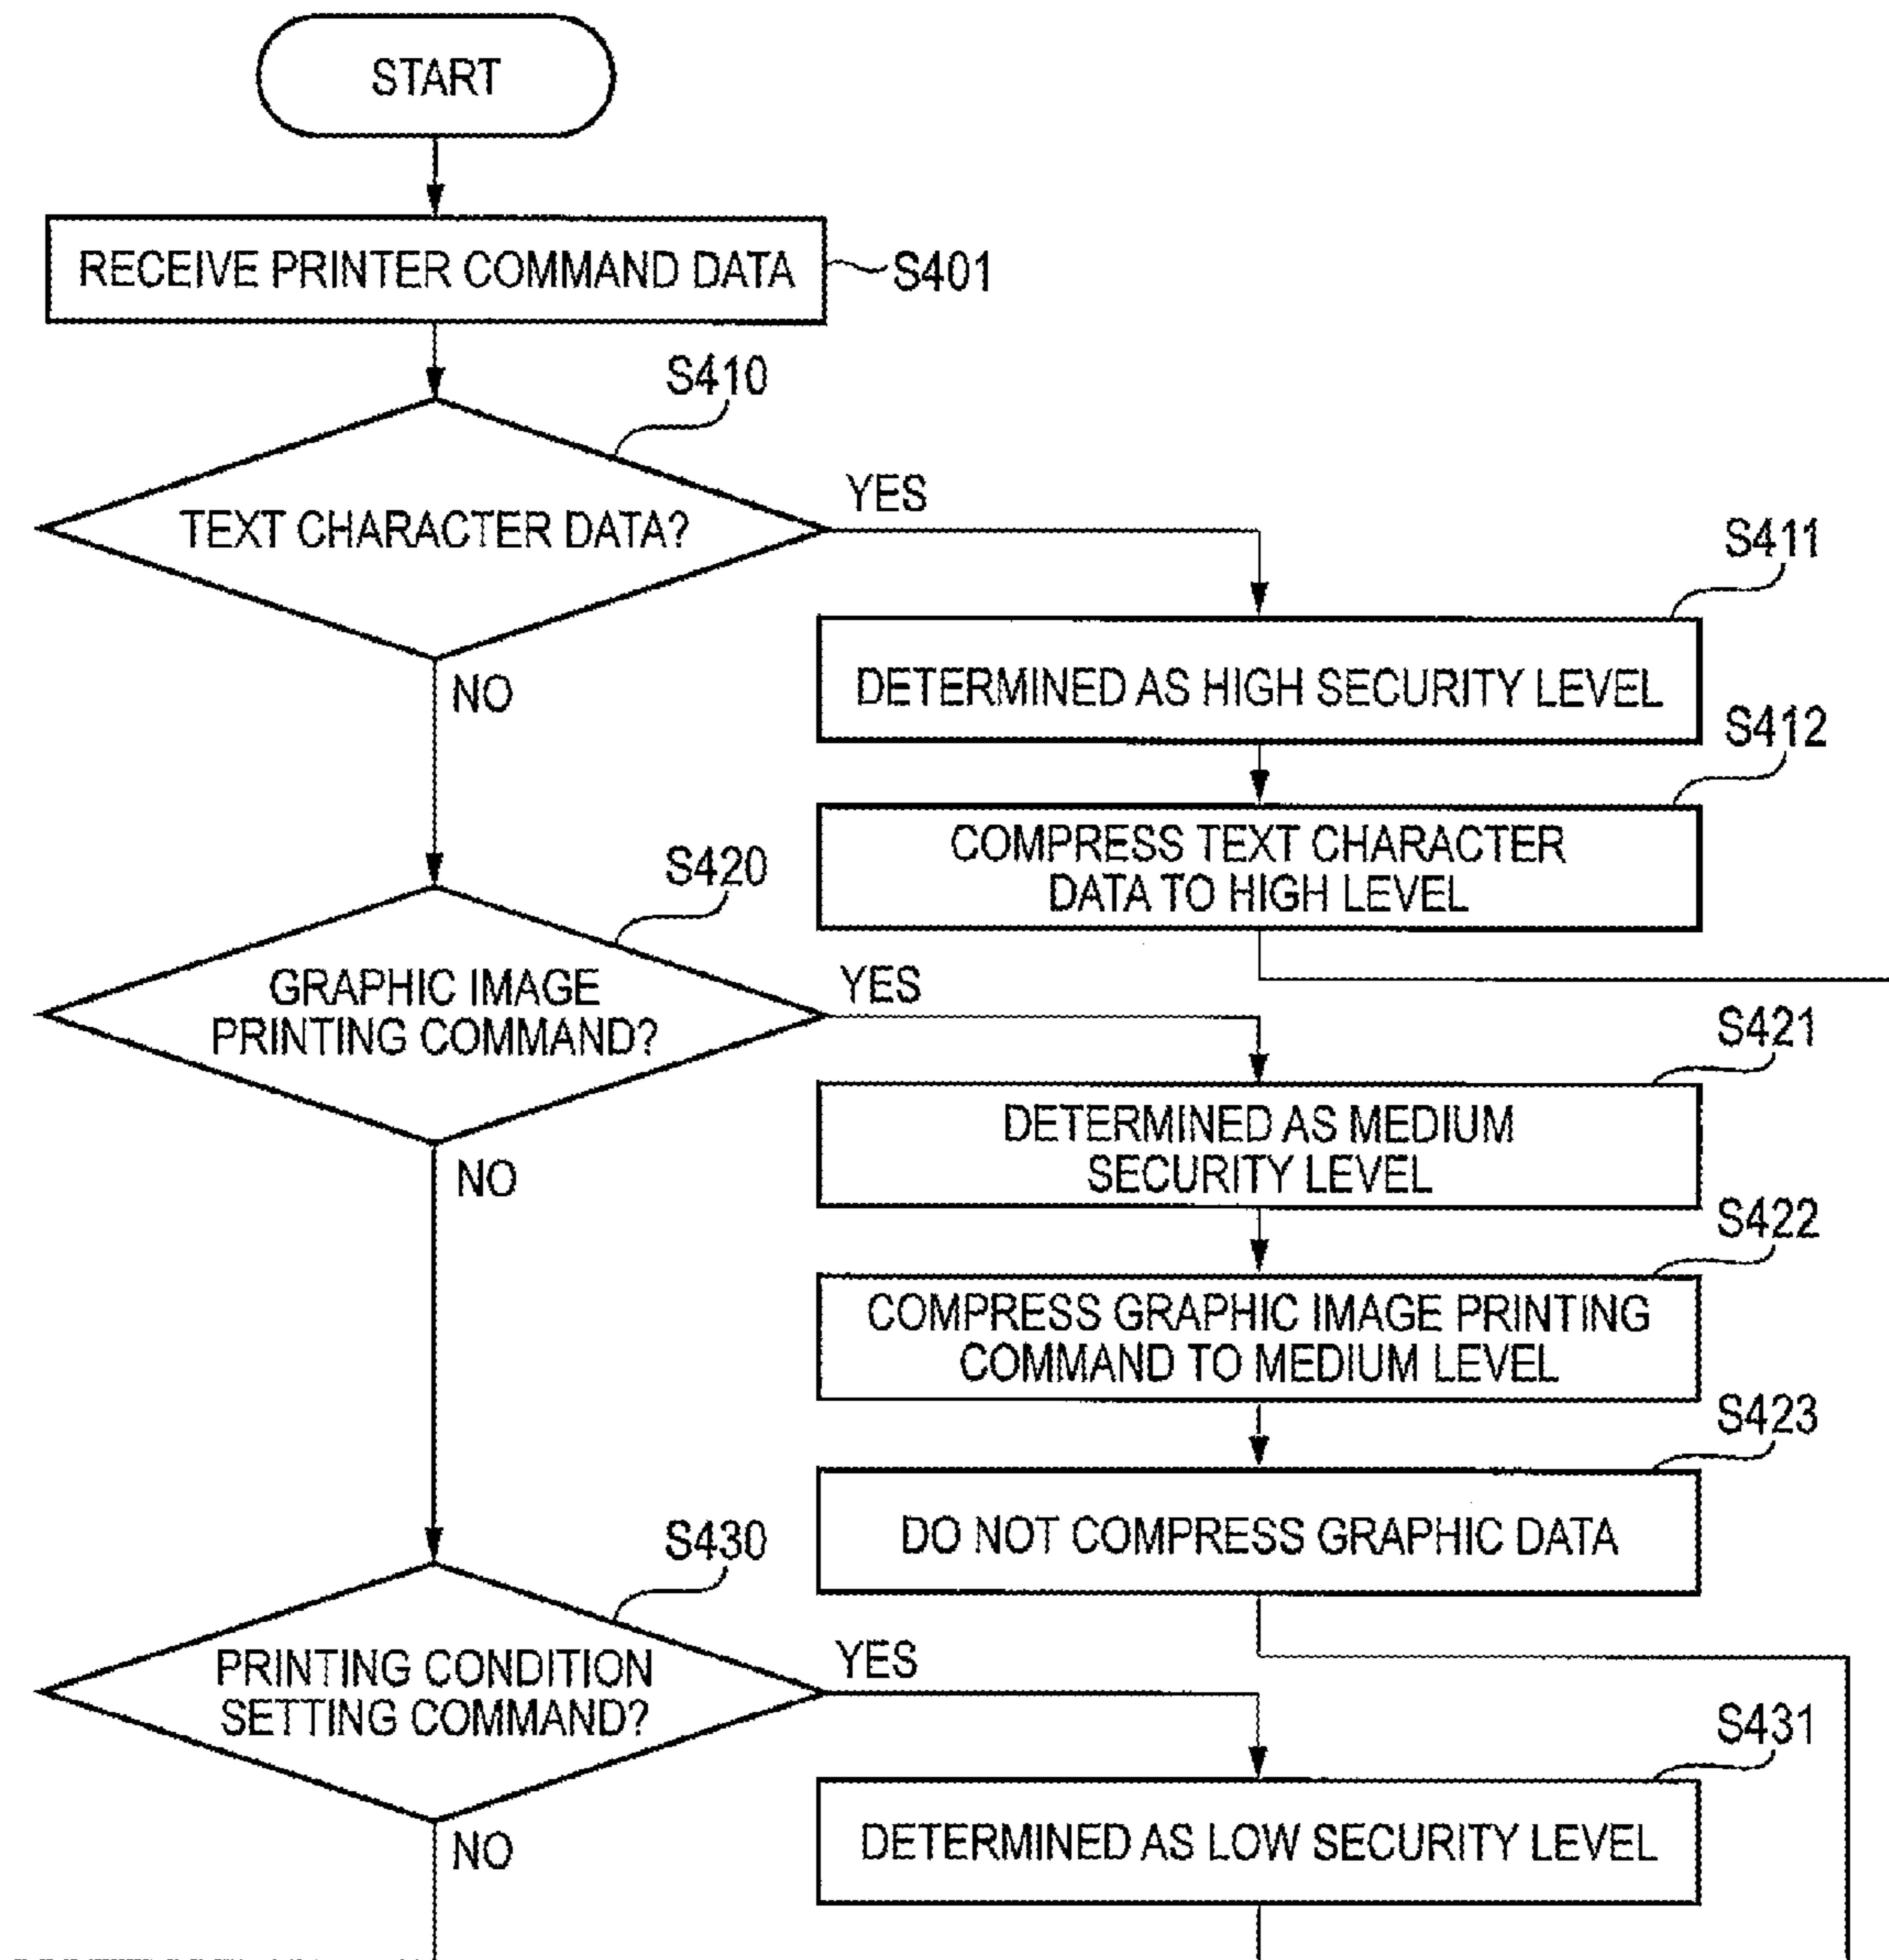 START
RECEIVE PRINTER COMMAND DATA
S401
S410
TEXT CHARACTER DATA?
YES
NO
S411
DETERMINED AS HIGH SECURITY LEVEL
S412
COMPRESS TEXT CHARACTER
DATA TO HIGH LEVEL
S420
GRAPHIC IMAGE
PRINTING COMMAND?
YES
NO
S421
DETERMINED AS MEDIUM
SECURITY LEVEL
S422
COMPRESS GRAPHIC IMAGE PRINTING
COMMAND TO MEDIUM LEVEL
S423
DO NOT COMPRESS GRAPHIC DATA
S430
PRINTING CONDITION
SETTING COMMAND?
YES
NO
S431
DETERMINED AS LOW SECURITY LEVEL